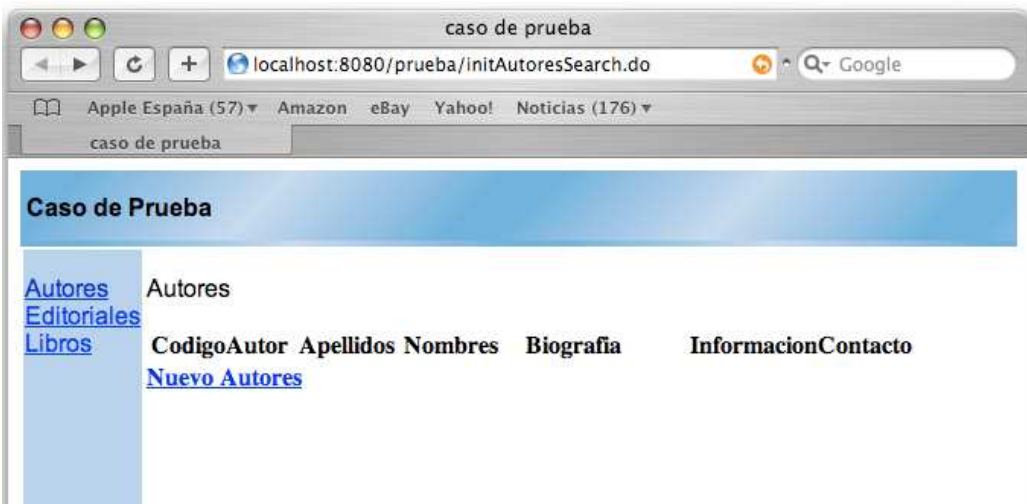 caso de prueba
localhost:8080/prueba/initAutoresSearch.do
Google
Apple España (57) Amazon eBay Yahoo! Noticias (176)
caso de prueba
Caso de Prueba
Autores
Editoriales
Libros
Autores
CodigoAutor Apellidos Nombres Biografia InformacionContacto
Nuevo Autores